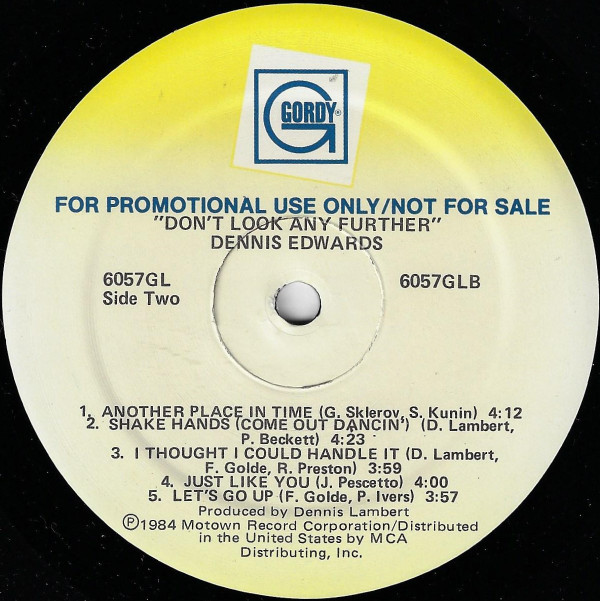 GORDY®
FOR PROMOTIONAL USE ONLY/NOT FOR SALE
"DON'T LOOK ANY FURTHER"
DENNIS EDWARDS
6057GL
Side Two
6057GLB
1. ANOTHER PLACE IN TIME (G. Sklerov, S. Kunin) 4:12
2. SHAKE HANDS (COME OUT DANCIN') (D. Lambert,
P. Beckett) 4:23
3. I THOUGHT I COULD HANDLE IT (D. Lambert,
F. Golde, R. Preston) 3:59
4. JUST LIKE YOU (J. Pescetto) 4:00
5. LET'S GO UP (F. Golde, P. Ivers) 3:57
Produced by Dennis Lambert
℗1984 Motown Record Corporation/Distributed
in the United States by MCA
Distributing, Inc.